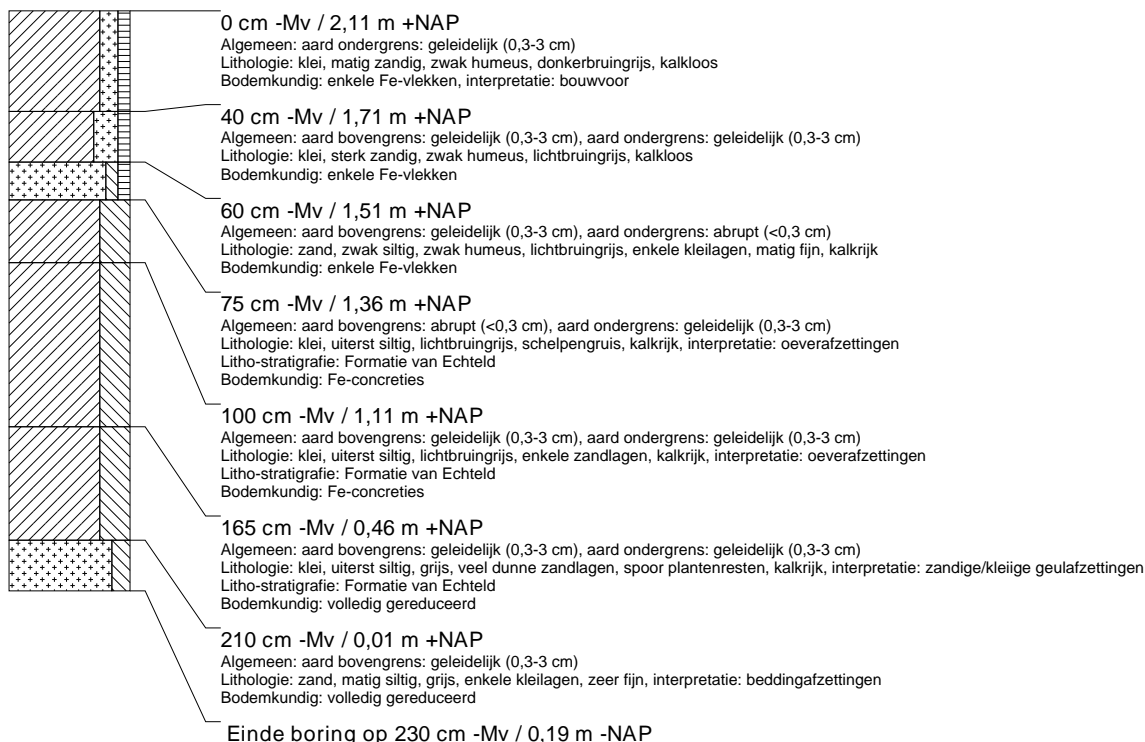 0 cm -Mv / 2,11 m +NAP
Algemeen: aard ondergrens: geleidelijk (0,3-3 cm)
Lithologie: klei, matig zandig, zwak humeus, donkerbruingrijs, kalkloos
Bodemkundig: enkele Fe-vlekken, interpretatie: bouwvoor
40 cm -Mv / 1,71 m +NAP
Algemeen: aard bovengrens: geleidelijk (0,3-3 cm), aard ondergrens: geleidelijk (0,3-3 cm)
Lithologie: klei, sterk zandig, zwak humeus, lichtbruingrijs, kalkloos
Bodemkundig: enkele Fe-vlekken
60 cm -Mv / 1,51 m +NAP
Algemeen: aard bovengrens: geleidelijk (0,3-3 cm), aard ondergrens: abrupt (<0,3 cm)
Lithologie: zand, zwak siltig, zwak humeus, lichtbruingrijs, enkele kleilagen, matig fijn, kalkrijk
Bodemkundig: enkele Fe-vlekken
75 cm -Mv / 1,36 m +NAP
Algemeen: aard bovengrens: abrupt (<0,3 cm), aard ondergrens: geleidelijk (0,3-3 cm)
Lithologie: klei, uiterst siltig, lichtbruingrijs, schelpengruis, kalkrijk, interpretatie: oeverafzettingen
Litho-stratigrafie: Formatie van Echteld
Bodemkundig: Fe-concreties
100 cm -Mv / 1,11 m +NAP
Algemeen: aard bovengrens: geleidelijk (0,3-3 cm), aard ondergrens: geleidelijk (0,3-3 cm)
Lithologie: klei, uiterst siltig, lichtbruingrijs, enkele zandlagen, kalkrijk, interpretatie: oeverafzettingen
Litho-stratigrafie: Formatie van Echteld
Bodemkundig: Fe-concreties
165 cm -Mv / 0,46 m +NAP
Algemeen: aard bovengrens: geleidelijk (0,3-3 cm), aard ondergrens: geleidelijk (0,3-3 cm)
Lithologie: klei, uiterst siltig, grijs, veel dunne zandlagen, spoor plantenresten, kalkrijk, interpretatie: zandige/kleiige geulafzettingen
Litho-stratigrafie: Formatie van Echteld
Bodemkundig: volledig gereduceerd
210 cm -Mv / 0,01 m +NAP
Algemeen: aard bovengrens: geleidelijk (0,3-3 cm)
Lithologie: zand, matig siltig, grijs, enkele kleilagen, zeer fijn, interpretatie: beddingafzettingen
Bodemkundig: volledig gereduceerd
Einde boring op 230 cm -Mv / 0,19 m -NAP